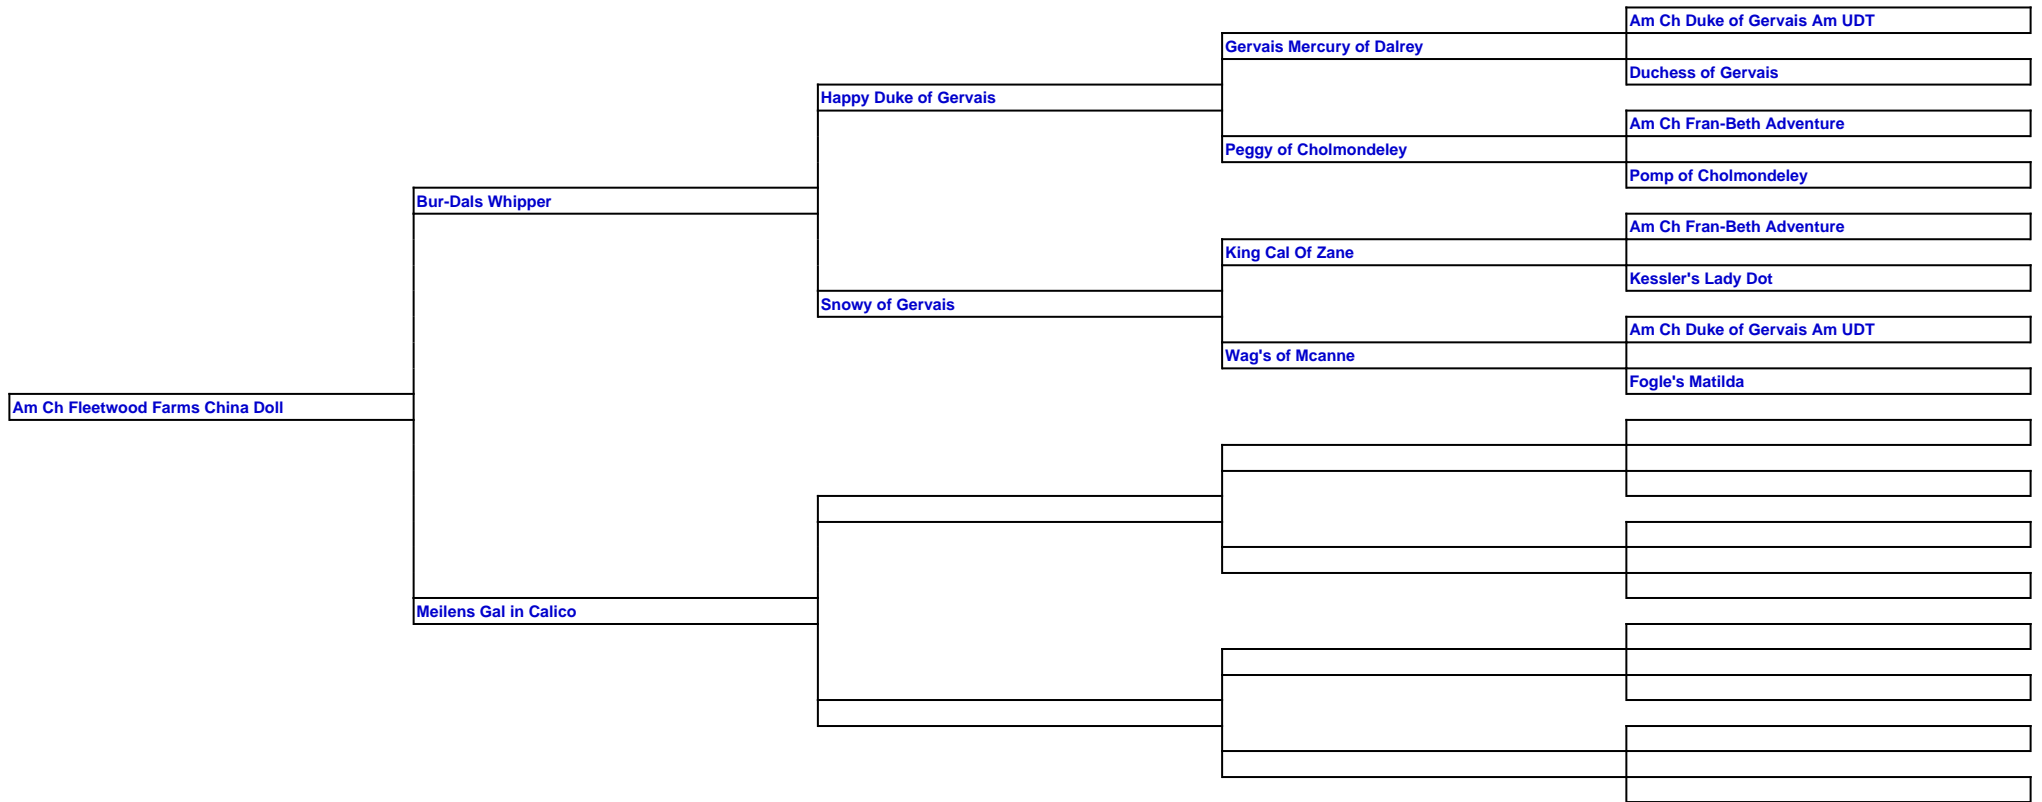 Am Ch Duke of Gervais Am UDT
Gervais Mercury of Dalrey
Duchess of Gervais
Happy Duke of Gervais
Am Ch Fran-Beth Adventure
Peggy of Cholmondeley
Pomp of Cholmondeley
Bur-Dals Whipper
Am Ch Fran-Beth Adventure
King Cal Of Zane
Kessler's Lady Dot
Snowy of Gervais
Am Ch Duke of Gervais Am UDT
Wag's of Mcanne
Fogle's Matilda
Am Ch Fleetwood Farms China Doll
Meilens Gal in Calico